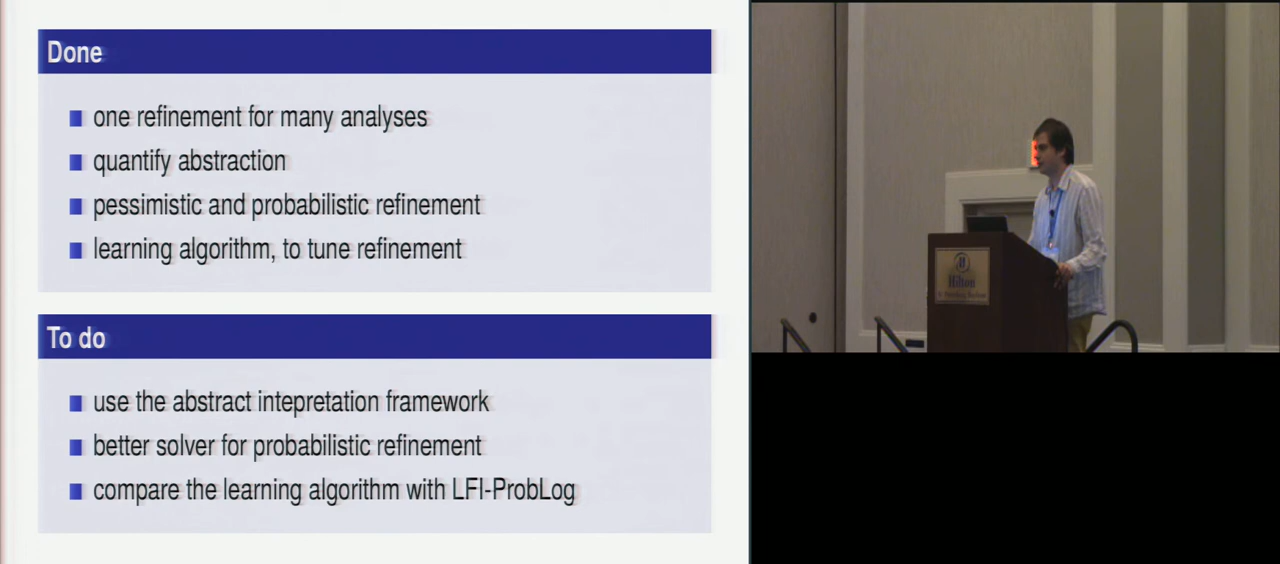 Done
one refinement for many analyses
quantify abstraction
pessimistic and probabilistic refinement
learning algorithm, to tune refinement
To do
use the abstract intepretation framework
better solver for probabilistic refinement
compare the learning algorithm with LFI-ProbLog
Hilton